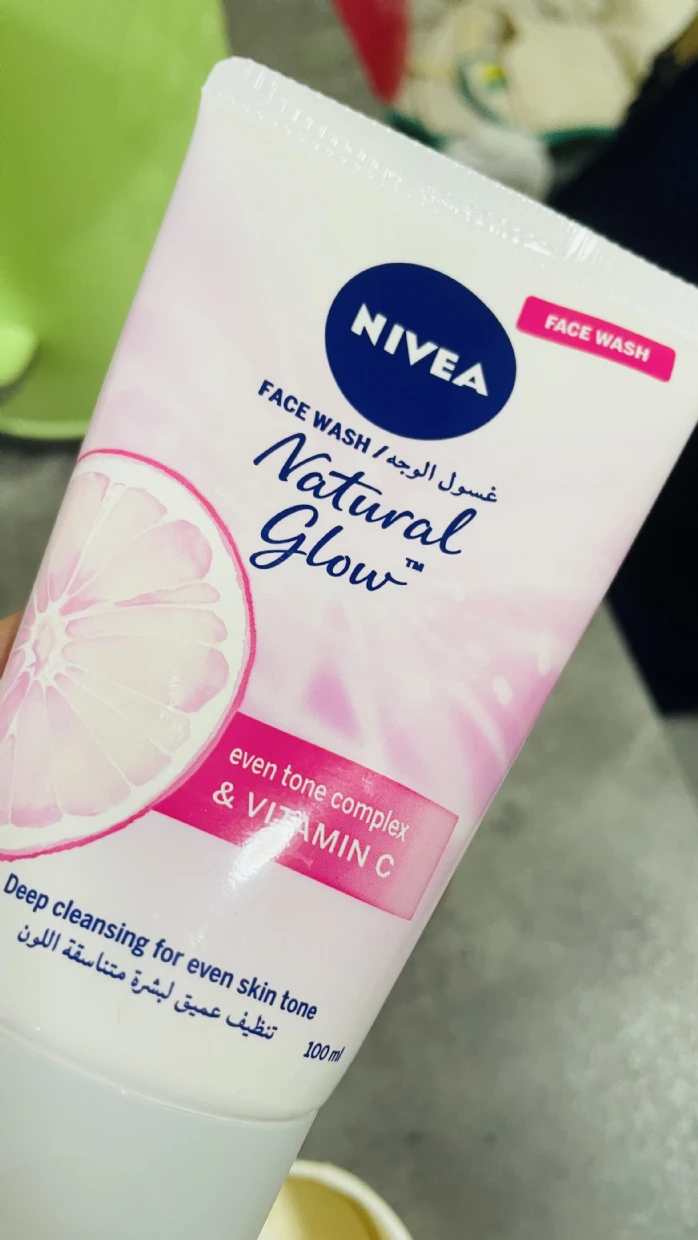 NIVEA
FACE WASH
FACE WASH / غسول الوجه
Natural
Glow™
even tone complex
& VITAMIN C
Deep cleansing for even skin tone
تنظيف عميق لبشرة متناسقة اللون
100 ml